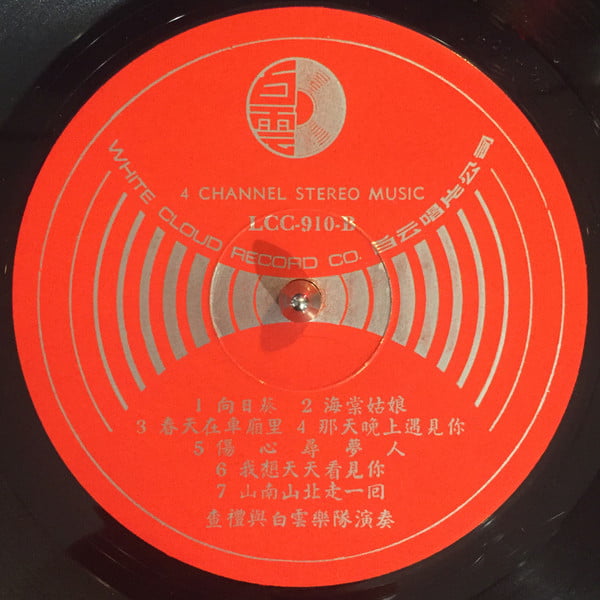 白雲
4 CHANNEL STEREO MUSIC
LCC-910-B
WHITE CLOUD RECORD CO. 白云唱片公司
1 向日葵 2 海棠姑娘
3 春天在車廂里 4 那天晚上遇見你
5 傷心尋夢人
6 我想天天看見你
7 山南山北走一回
查禮與白雲樂隊演奏